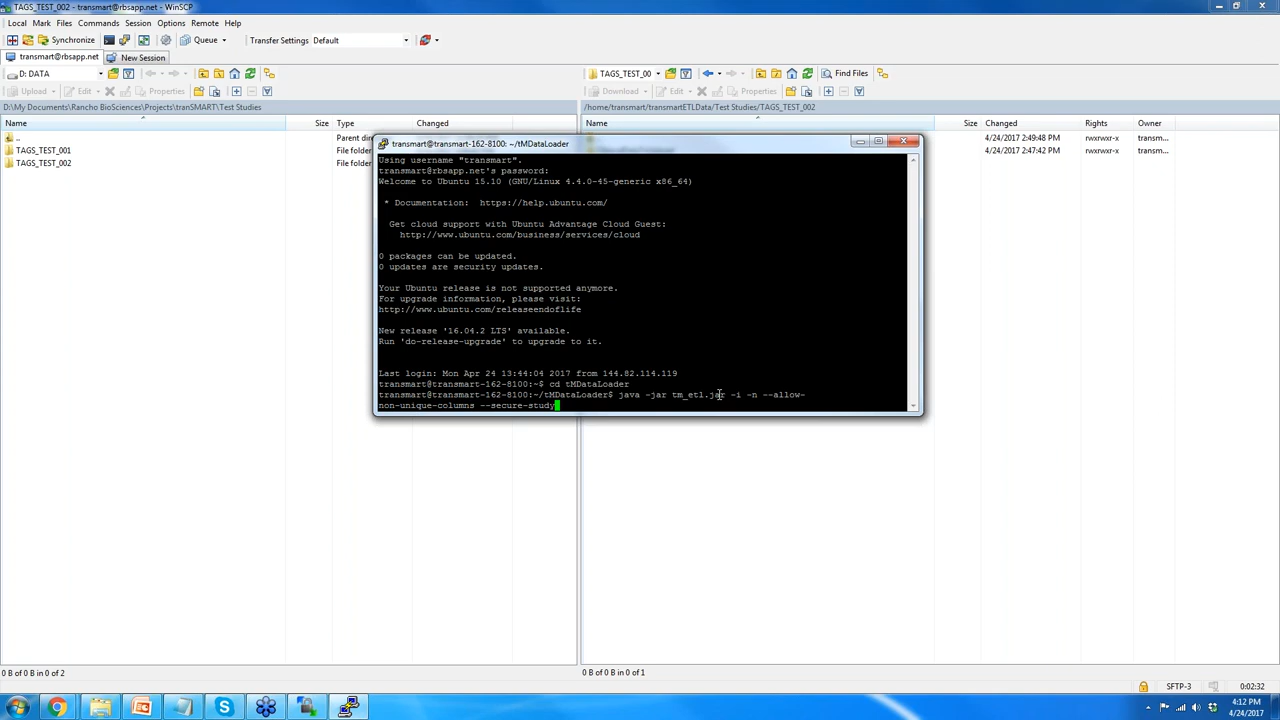 TAGS_TEST_002 - transmart@rbsapp.net - WinSCP
Local Mark Files Commands Session Options Remote Help
Synchronize Queue Transfer Settings Default
transmart@rbsapp.net New Session
D: DATA
TAGS_TEST_00 Find Files
Upload Edit Properties
Download Edit Properties
D:\My Documents\Rancho BioSciences\Projects\tranSMART\Test Studies
/home/transmart/transmartETLData/Test Studies/TAGS_TEST_002
Name Size Type Changed
Name Size Changed Rights Owner
.. Parent dir
TAGS_TEST_001 File folder
TAGS_TEST_002 File folder
4/24/2017 2:49:48 PM rwxrwxr-x transm...
4/24/2017 2:47:42 PM rwxrwxr-x transm...
transmart@transmart-162-8100: ~/tMDataLoader
Using username "transmart".
transmart@rbsapp.net's password:
Welcome to Ubuntu 15.10 (GNU/Linux 4.4.0-45-generic x86_64)
* Documentation: https://help.ubuntu.com/
Get cloud support with Ubuntu Advantage Cloud Guest:
http://www.ubuntu.com/business/services/cloud
0 packages can be updated.
0 updates are security updates.
Your Ubuntu release is not supported anymore.
For upgrade information, please visit:
http://www.ubuntu.com/releaseendoflife
New release '16.04.2 LTS' available.
Run 'do-release-upgrade' to upgrade to it.
Last login: Mon Apr 24 13:44:04 2017 from 144.82.114.119
transmart@transmart-162-8100:~$ cd tMDataLoader
transmart@transmart-162-8100:~/tMDataLoader$ java -jar tm_etl.jar -i -n --allow-
non-unique-columns --secure-study
0 B of 0 B in 0 of 2
0 B of 0 B in 0 of 1
SFTP-3 0:02:32
4:12 PM
4/24/2017